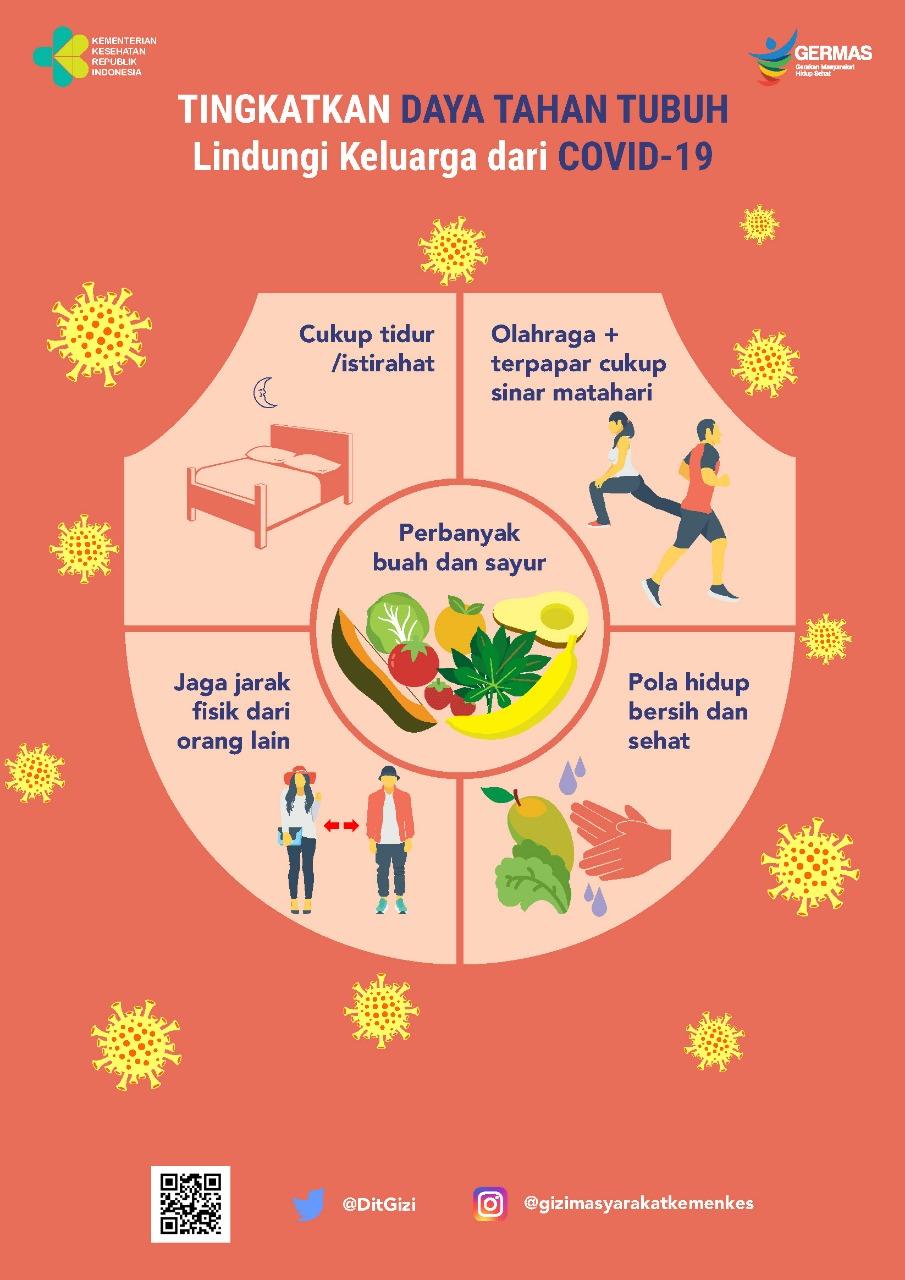 KEMENTERIAN
KESEHATAN
REPUBLIK
INDONESIA
GERMAS
Gerakan Masyarakat
Hidup Sehat
TINGKATKAN DAYA TAHAN TUBUH
Lindungi Keluarga dari COVID-19
Cukup tidur
/istirahat
Olahraga +
terpapar cukup
sinar matahari
Perbanyak
buah dan sayur
Jaga jarak
fisik dari
orang lain
Pola hidup
bersih dan
sehat
@DitGizi
@gizimasyarakatkemenkes